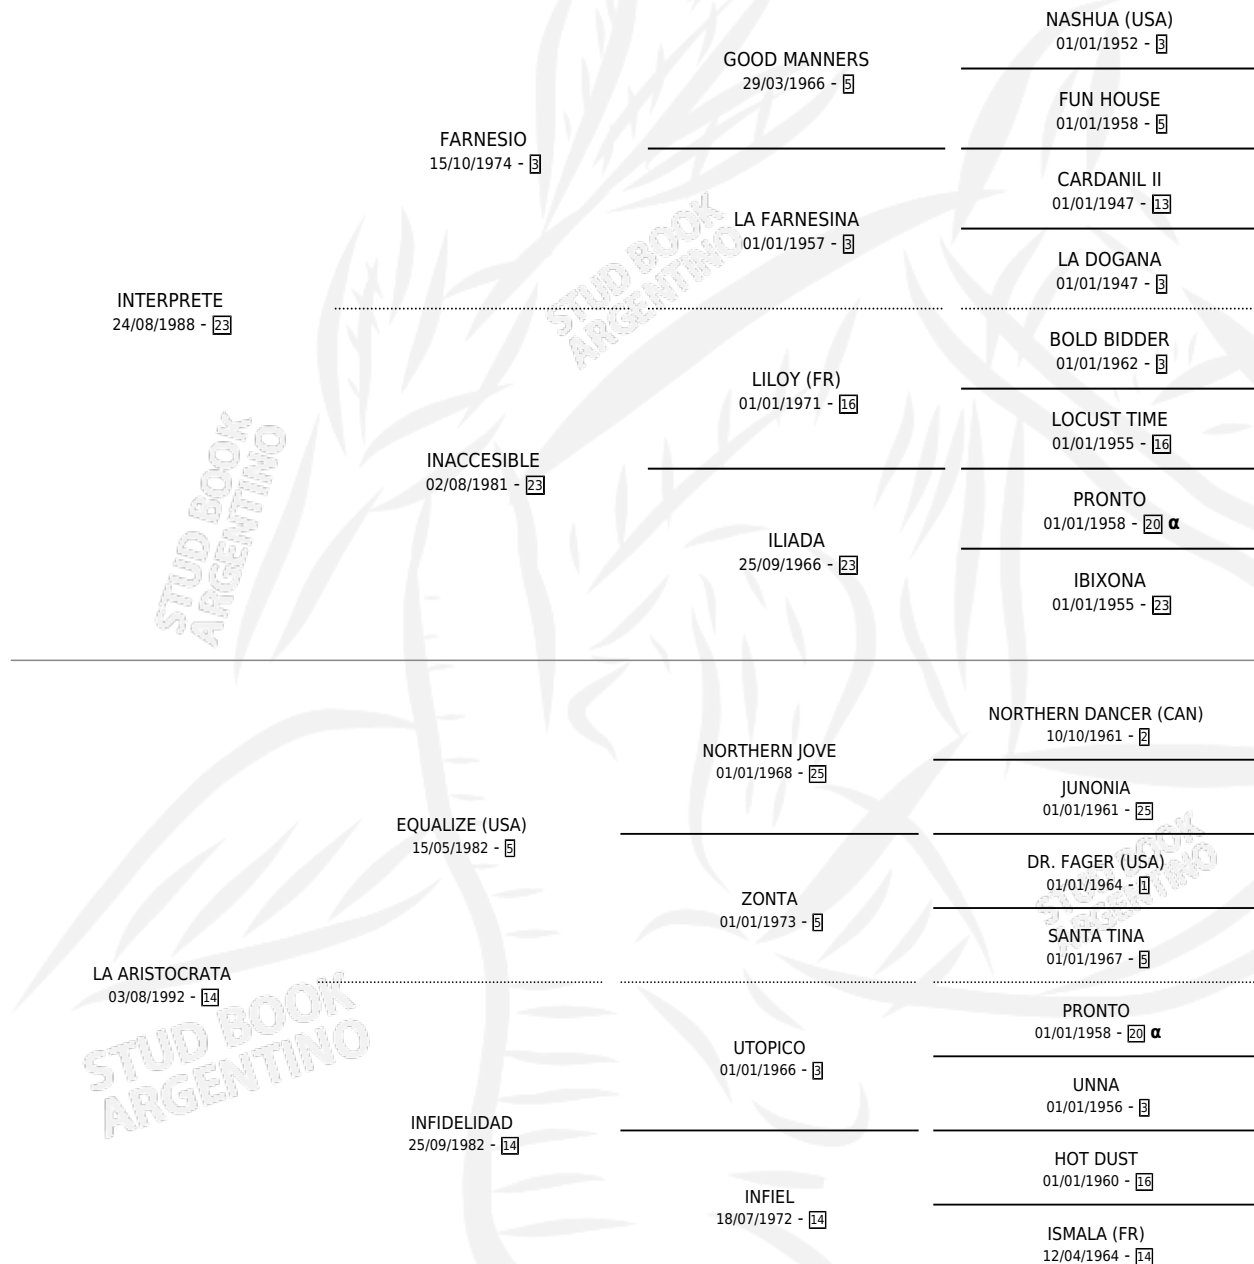 NASHUA (USA)
01/01/1952 - 3
GOOD MANNERS
29/03/1966 - 5
FUN HOUSE
01/01/1958 - 5
FARNESIO
15/10/1974 - 3
CARDANIL II
01/01/1947 - 13
LA FARNESINA
01/01/1957 - 3
LA DOGANA
01/01/1947 - 3
INTERPRETE
24/08/1988 - 23
BOLD BIDDER
01/01/1962 - 3
LILOY (FR)
01/01/1971 - 16
LOCUST TIME
01/01/1955 - 16
INACCESIBLE
02/08/1981 - 23
PRONTO
01/01/1958 - 20 α
ILIADA
25/09/1966 - 23
IBIXONA
01/01/1955 - 23
NORTHERN DANCER (CAN)
10/10/1961 - 2
NORTHERN JOVE
01/01/1968 - 25
JUNONIA
01/01/1961 - 25
EQUALIZE (USA)
15/05/1982 - 5
DR. FAGER (USA)
01/01/1964 - 1
ZONTA
01/01/1973 - 5
SANTA TINA
01/01/1967 - 5
LA ARISTOCRATA
03/08/1992 - 14
PRONTO
01/01/1958 - 20 α
UTOPICO
01/01/1966 - 3
UNNA
01/01/1956 - 3
INFIDELIDAD
25/09/1982 - 14
HOT DUST
01/01/1960 - 16
INFIEL
18/07/1972 - 14
ISMALA (FR)
12/04/1964 - 14
STUD BOOK
ARGENTINO
STUD BOOK
ARGENTINO
STUD BOOK
ARGENTINO
STUD BOOK
ARGENTINO